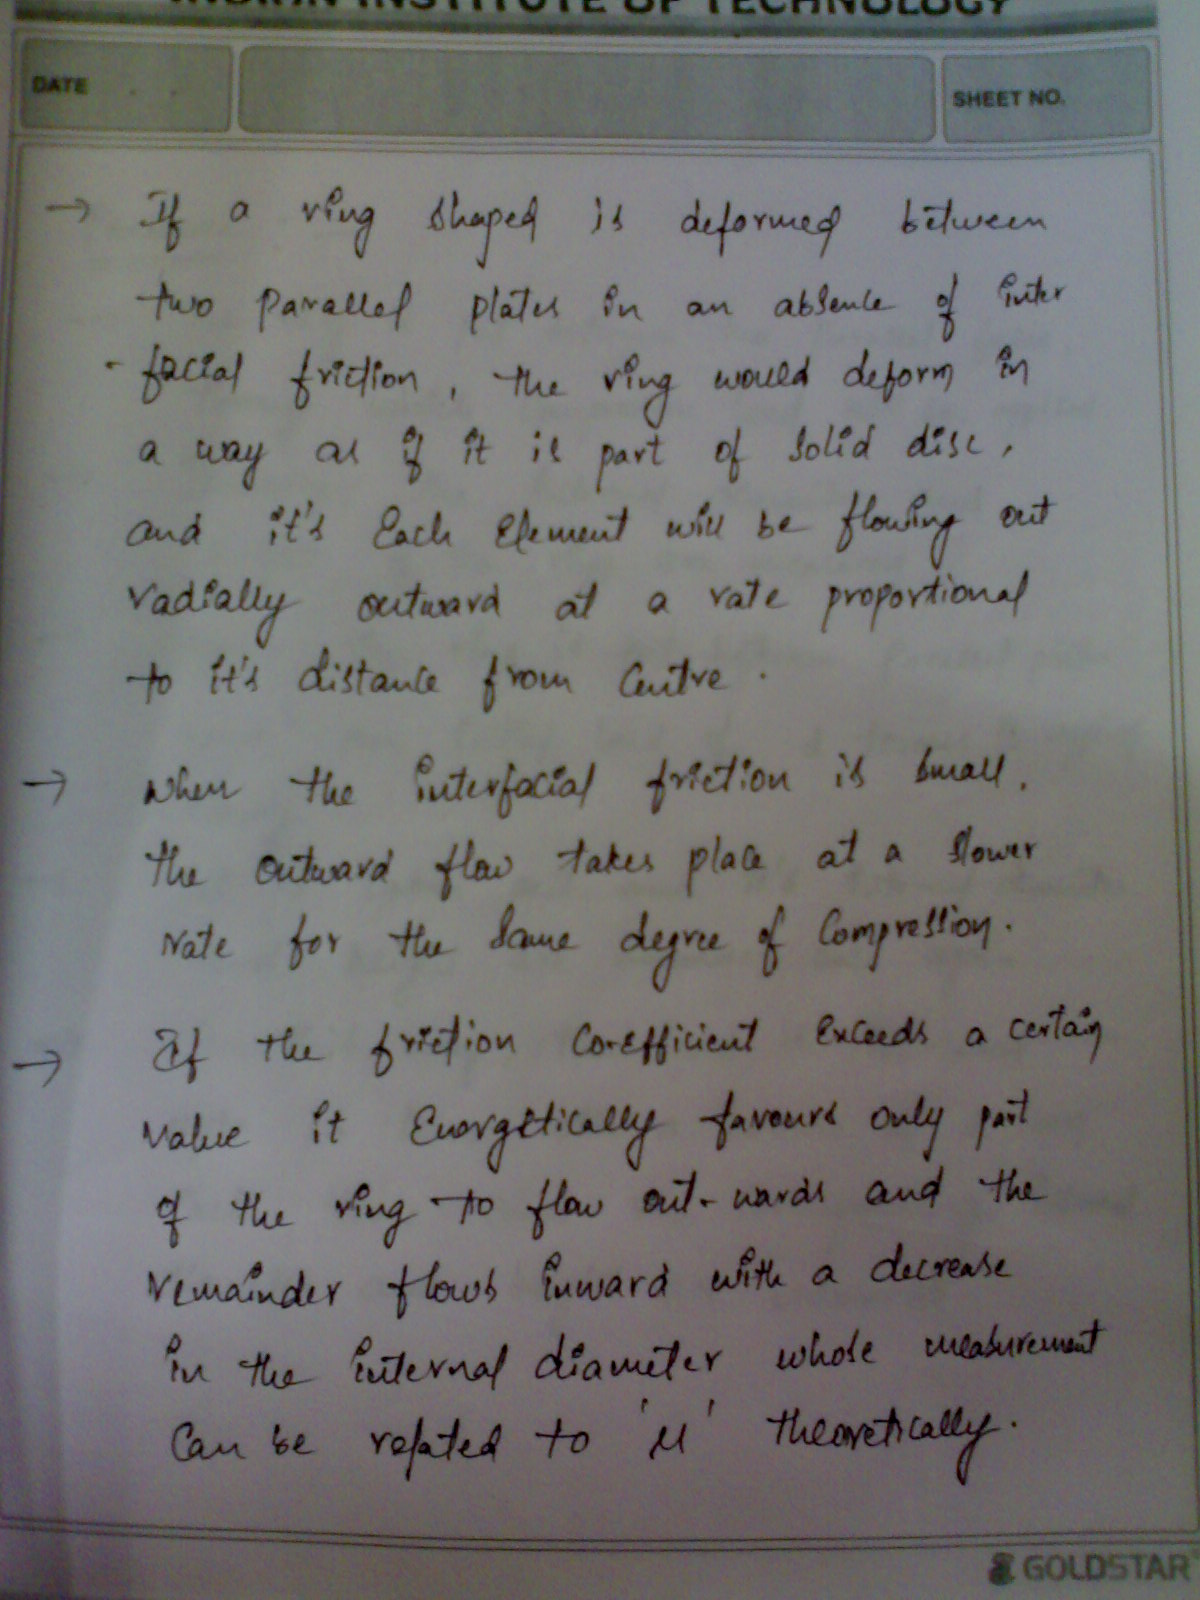 INDIAN INSTITUTE OF TECHNOLOGY
DATE
SHEET NO.
→ If a ring shaped is deformed between
two parallel plates in an absence of inter
- facial friction, the ring would deform in
a way as if it is part of solid disc,
and it's Each Element will be flowing out
radially outward at a rate proportional
to it's distance from Centre.
→ When the interfacial friction is small,
the outward flow takes place at a slower
rate for the same degree of Compression.
→ If the friction Co-efficient Exceeds a certain
value it Energetically favours only part
of the ring to flow out-wards and the
remainder flows inward with a decrease
in the internal diameter whose measurement
Can be related to 'μ' theoretically.
GOLDSTAR